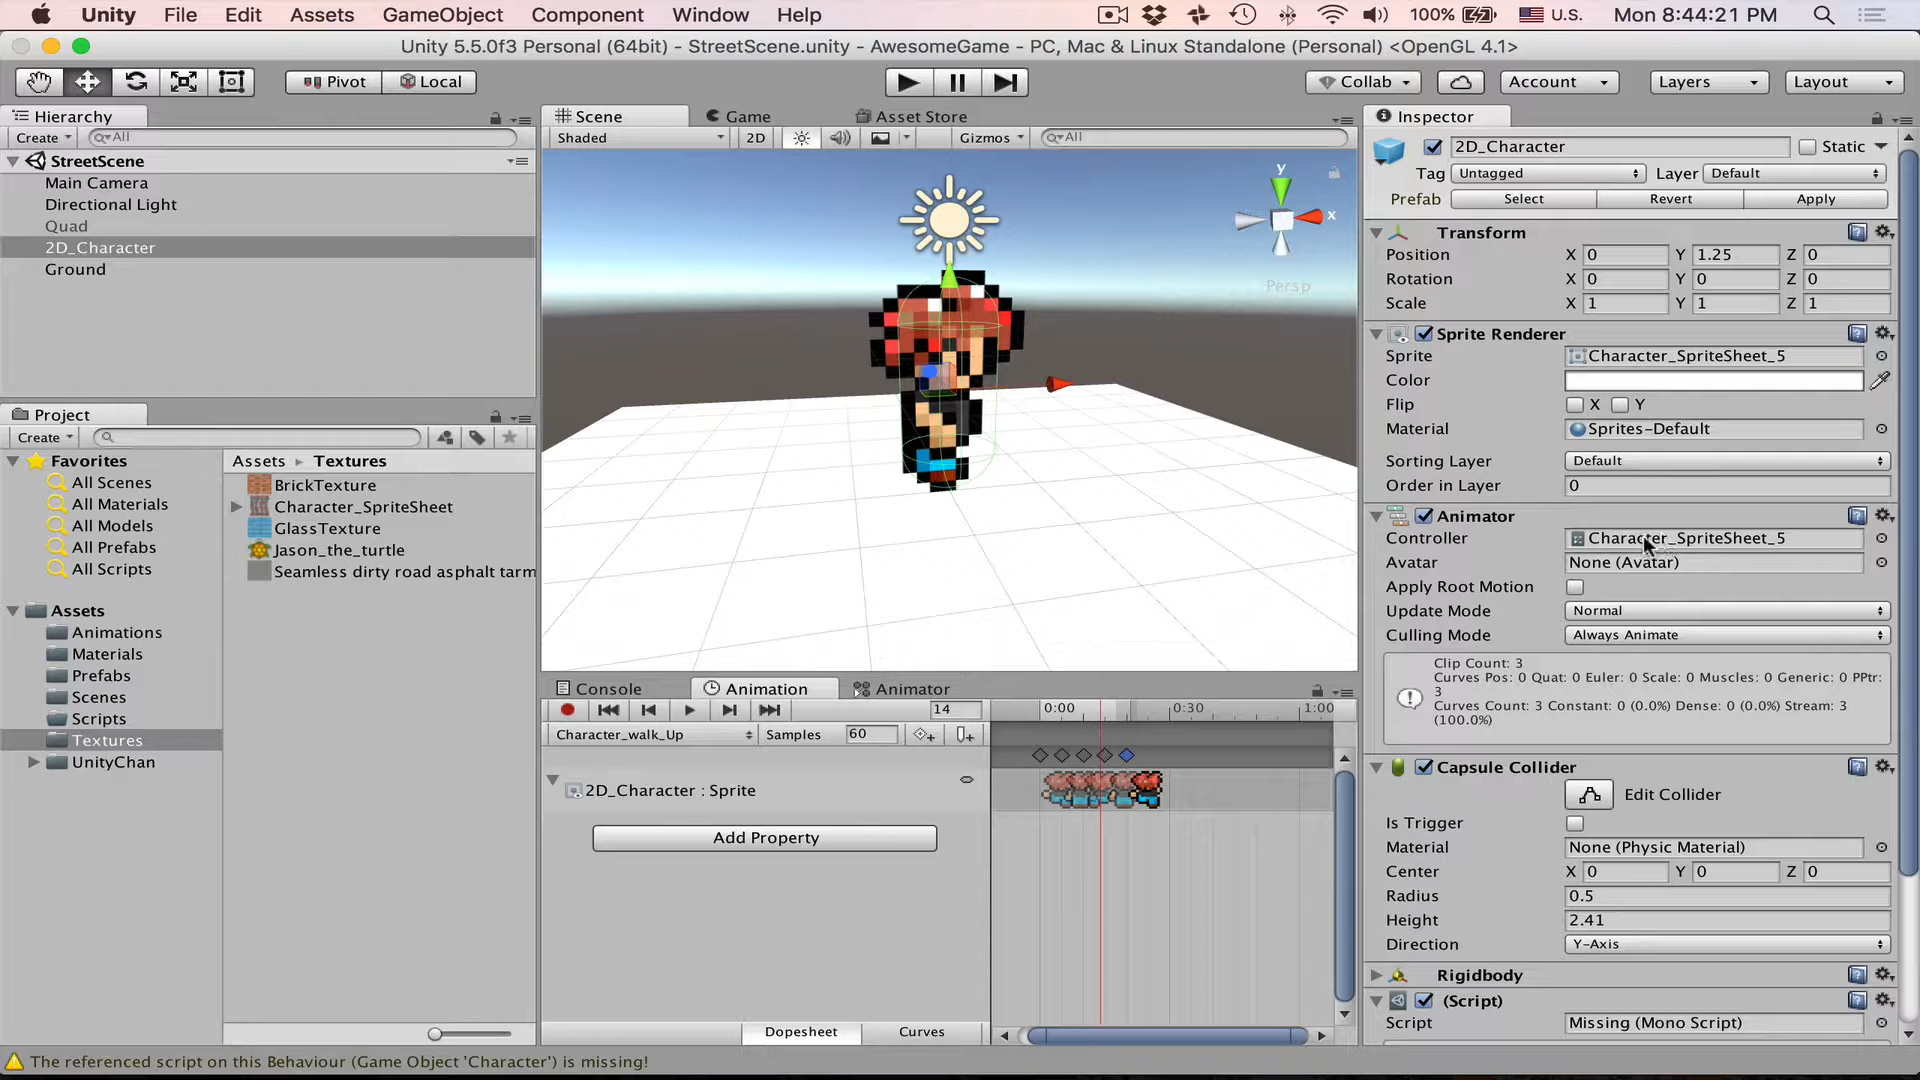 Unity File Edit Assets GameObject Component Window Help 100% U.S. Mon 8:44:21 PM
Unity 5.5.0f3 Personal (64bit) - StreetScene.unity - AwesomeGame - PC, Mac & Linux Standalone (Personal) <OpenGL 4.1>
Pivot Local Collab Account Layers Layout
Hierarchy
Create All
StreetScene
Main Camera
Directional Light
Quad
2D_Character
Ground
Project
Create
Favorites
All Scenes
All Materials
All Models
All Prefabs
All Scripts
Assets
Animations
Materials
Prefabs
Scenes
Scripts
Textures
UnityChan
Assets Textures
BrickTexture
Character_SpriteSheet
GlassTexture
Jason_the_turtle
Seamless dirty road asphalt tarm
Scene Game Asset Store
Shaded 2D Gizmos All
y
x
Persp
Console Animation Animator
14 0:00 0:30 1:00
Character_walk_Up Samples 60
2D_Character : Sprite
Add Property
Dopesheet Curves
Inspector
2D_Character Static
Tag Untagged Layer Default
Prefab Select Revert Apply
Transform
Position X 0 Y 1.25 Z 0
Rotation X 0 Y 0 Z 0
Scale X 1 Y 1 Z 1
Sprite Renderer
Sprite Character_SpriteSheet_5
Color
Flip X Y
Material Sprites-Default
Sorting Layer Default
Order in Layer 0
Animator
Controller Character_SpriteSheet_5
Avatar None (Avatar)
Apply Root Motion
Update Mode Normal
Culling Mode Always Animate
Clip Count: 3
Curves Pos: 0 Quat: 0 Euler: 0 Scale: 0 Muscles: 0 Generic: 0 PPtr:
3
Curves Count: 3 Constant: 0 (0.0%) Dense: 0 (0.0%) Stream: 3
(100.0%)
Capsule Collider
Edit Collider
Is Trigger
Material None (Physic Material)
Center X 0 Y 0 Z 0
Radius 0.5
Height 2.41
Direction Y-Axis
Rigidbody
(Script)
Script Missing (Mono Script)
The referenced script on this Behaviour (Game Object 'Character') is missing!